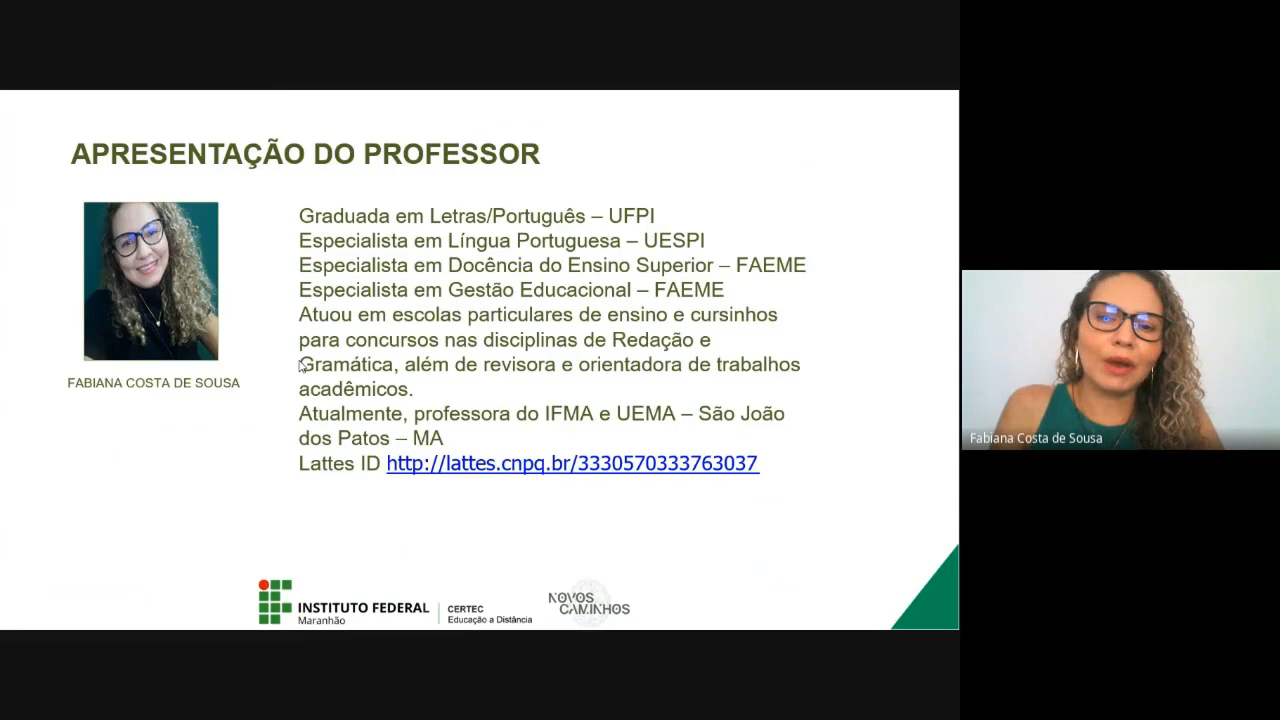 APRESENTAÇÃO DO PROFESSOR
Graduada em Letras/Português – UFPI
Especialista em Língua Portuguesa – UESPI
Especialista em Docência do Ensino Superior – FAEME
Especialista em Gestão Educacional – FAEME
Atuou em escolas particulares de ensino e cursinhos
para concursos nas disciplinas de Redação e
Gramática, além de revisora e orientadora de trabalhos
acadêmicos.
Atualmente, professora do IFMA e UEMA – São João
dos Patos – MA
Lattes ID http://lattes.cnpq.br/3330570333763037
FABIANA COSTA DE SOUSA
Fabiana Costa de Sousa
INSTITUTO FEDERAL
Maranhão
CERTEC
Educação a Distância
NOVOS
CAMINHOS